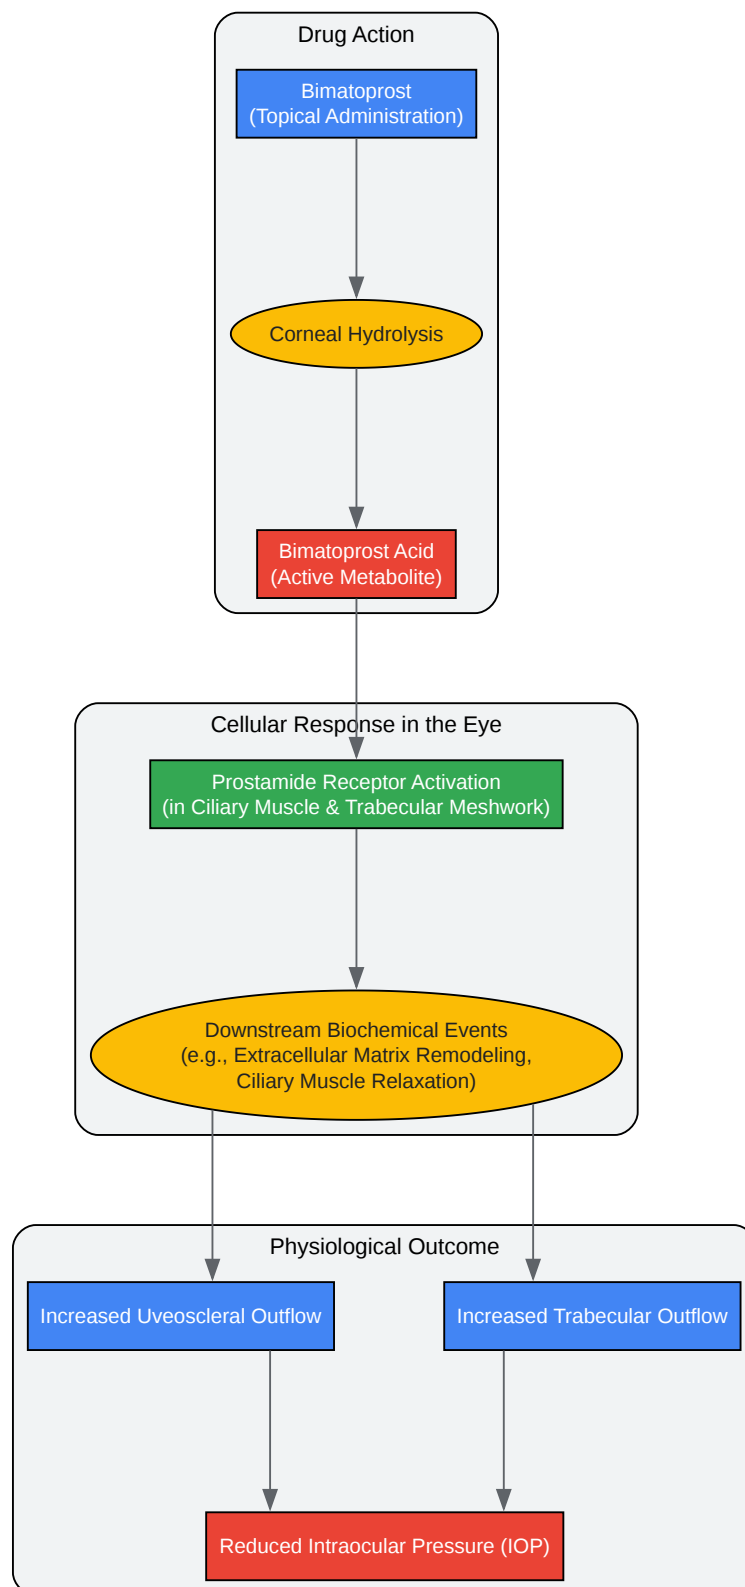 Drug Action
Bimatoprost
(Topical Administration)
Corneal Hydrolysis
Bimatoprost Acid
(Active Metabolite)
Cellular Response in the Eye
Prostamide Receptor Activation
(in Ciliary Muscle & Trabecular Meshwork)
Downstream Biochemical Events
(e.g., Extracellular Matrix Remodeling,
Ciliary Muscle Relaxation)
Physiological Outcome
Increased Uveoscleral Outflow
Increased Trabecular Outflow
Reduced Intraocular Pressure (IOP)